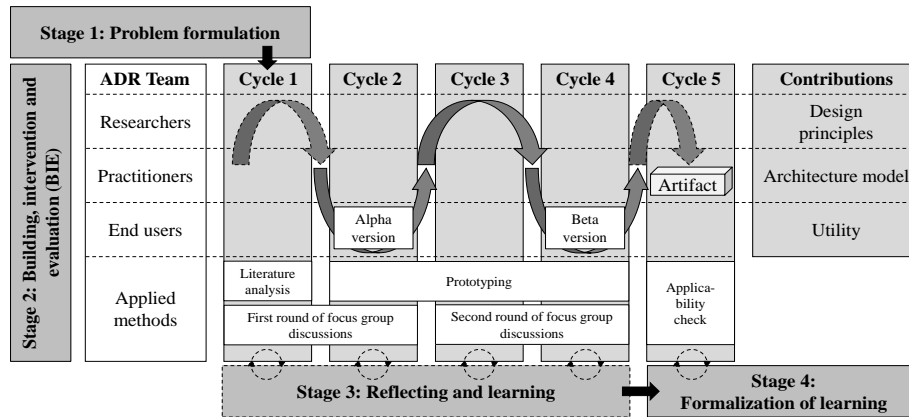 Stage 1: Problem formulation
Stage 2: Building, intervention and
evaluation (BIE)
ADR Team
Cycle 1
Cycle 2
Cycle 3
Cycle 4
Cycle 5
Contributions
Researchers
Design
principles
Practitioners
Artifact
Architecture model
End users
Alpha
version
Beta
version
Utility
Applied
methods
Literature
analysis
Prototyping
Applica-
bility
check
First round of focus group
discussions
Second round of focus group
discussions
Stage 3: Reflecting and learning
Stage 4:
Formalization of learning